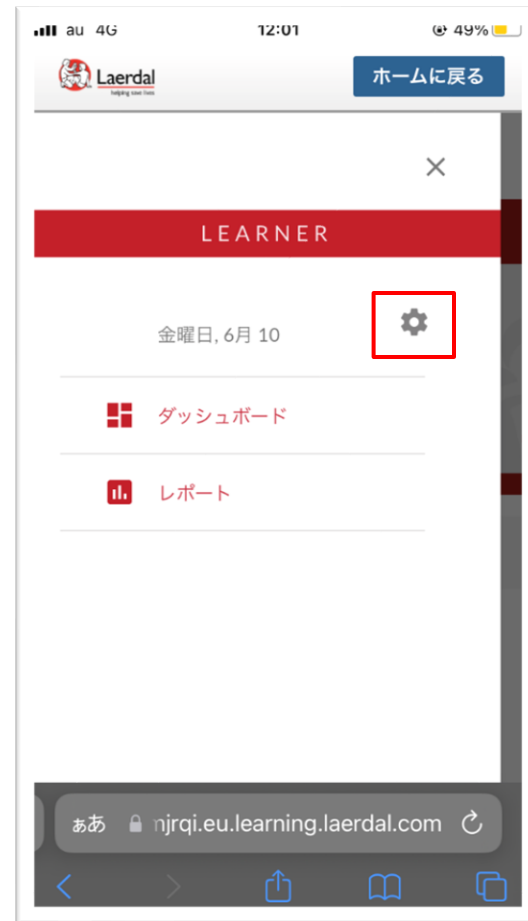 au 4G 12:01 49%
Laerdal
helping save lives
ホームに戻る
LEARNER
金曜日, 6月 10
ダッシュボード
レポート
ぁあ njrqi.eu.learning.laerdal.com